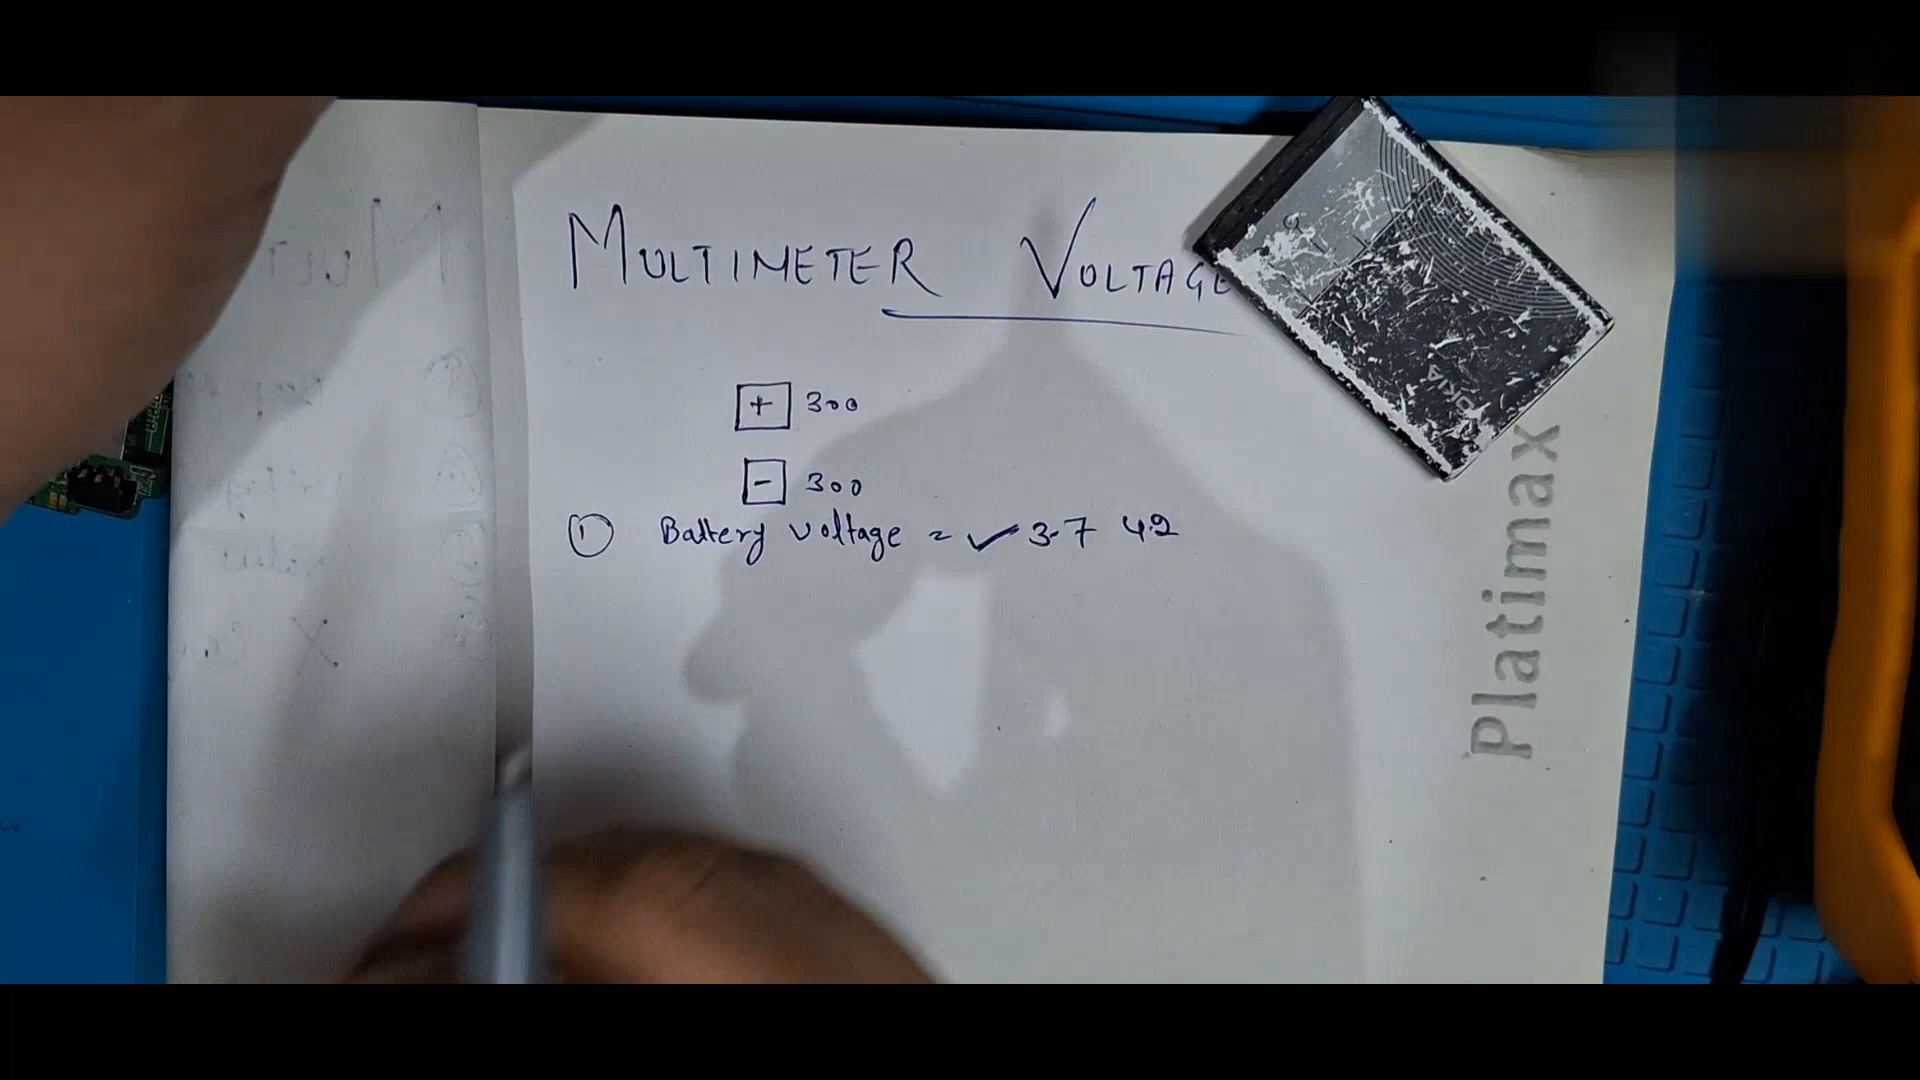 MULTIMETER VOLTAGE
+ 300
- 300
① Battery voltage = ✓ 3.7 4.2
Platimax